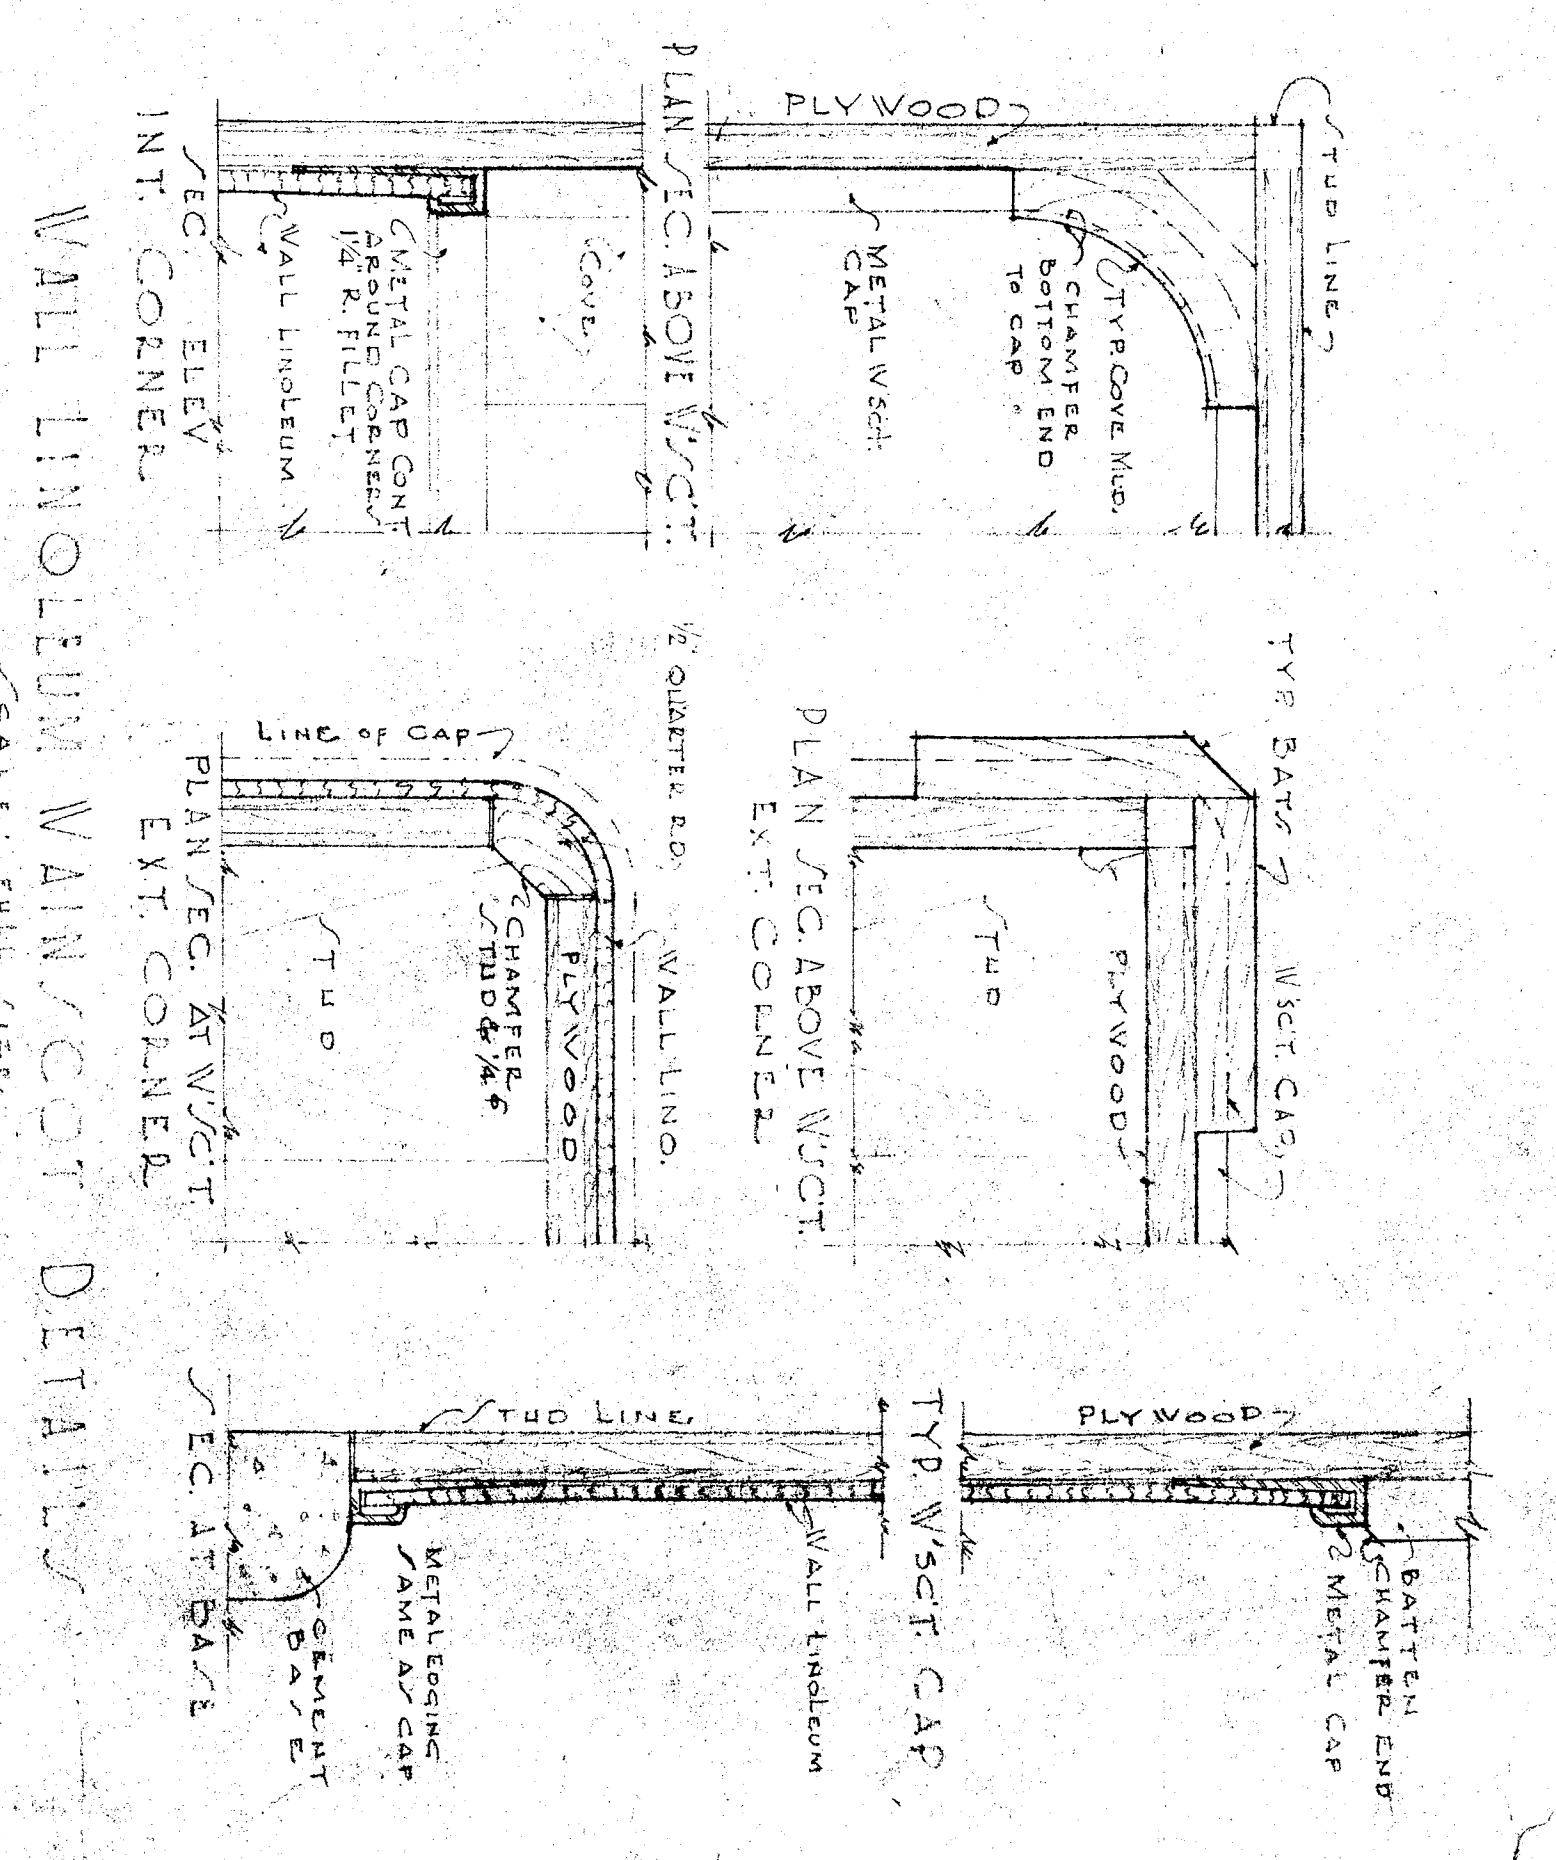 STUD LINE
PLYWOOD
TYP. COVE MLD.
CHAMFER
BOTTOM END
TO CAP
METAL W'SCT.
CAP
PLAN SEC. ABOVE W'SC'T.
COVE
METAL CAP CONT.
AROUND CORNERS
1¼" R. FILLET
WALL LINOLEUM
SEC. ELEV
INT. CORNER
TYP. BATS
W'SCT. CAP
PLYWOOD
STUD
PLAN SEC. ABOVE W'SC'T.
EXT. CORNER
½ QUARTER RD.
WALL LINO.
LINE OF CAP
PLYWOOD
CHAMFER
STUD
STUD
PLAN SEC. AT W'SC'T.
EXT. CORNER
BATTEN
CHAMFER END
METAL CAP
PLYWOOD
TYP. W'SCT. CAP
WALL LINOLEUM
STUD LINE
METAL EDGING
SAME AS CAP
CEMENT
BASE
SEC. AT BASE
WALL LINOLEUM WAINSCOT DETAILS